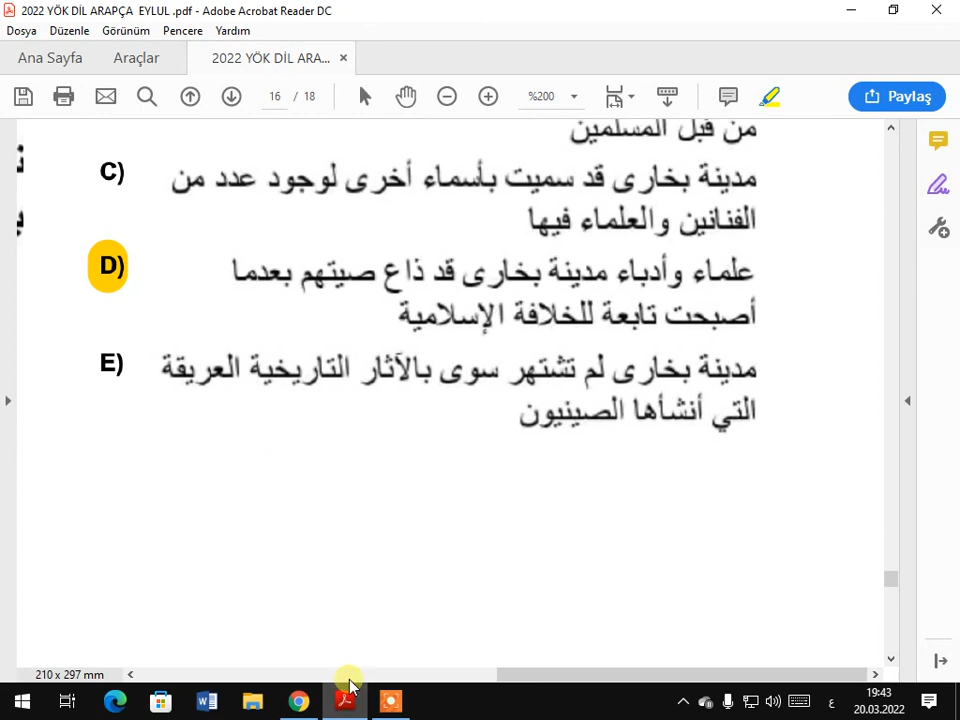 2022 YÖK DİL ARAPÇA EYLUL .pdf - Adobe Acrobat Reader DC
Dosya Düzenle Görünüm Pencere Yardım
Ana Sayfa Araçlar 2022 YÖK DİL ARA... ×
16 / 18 %200 Paylaş
من قبل المسلمين
C) مدينة بخارى قد سميت بأسماء أخرى لوجود عدد من
الفنانين والعلماء فيها
D) علماء وأدباء مدينة بخارى قد ذاع صيتهم بعدما
أصبحت تابعة للخلافة الإسلامية
E) مدينة بخارى لم تشتهر سوى بالآثار التاريخية العريقة
التي أنشأها الصينيون
210 x 297 mm
ع 19:43
20.03.2022